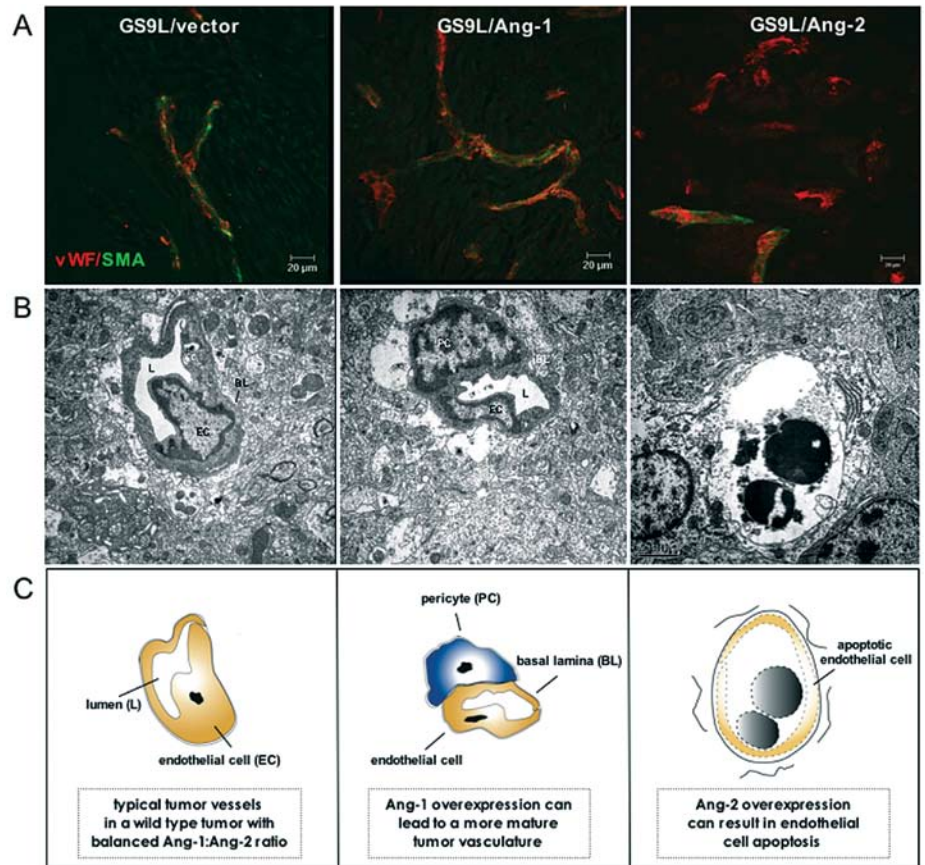 A
GS9L/vector
GS9L/Ang-1
GS9L/Ang-2
vWF/SMA
20 µm
20 µm
20 µm
B
L
BL
EC
PC
BL
L
EC
C
lumen (L)
endothelial cell (EC)
pericyte (PC)
basal lamina (BL)
endothelial cell
apoptotic
endothelial cell
typical tumor vessels
in a wild type tumor with
balanced Ang-1:Ang-2 ratio
Ang-1 overexpression can
lead to a more mature
tumor vasculature
Ang-2 overexpression
can result in endothelial
cell apoptosis